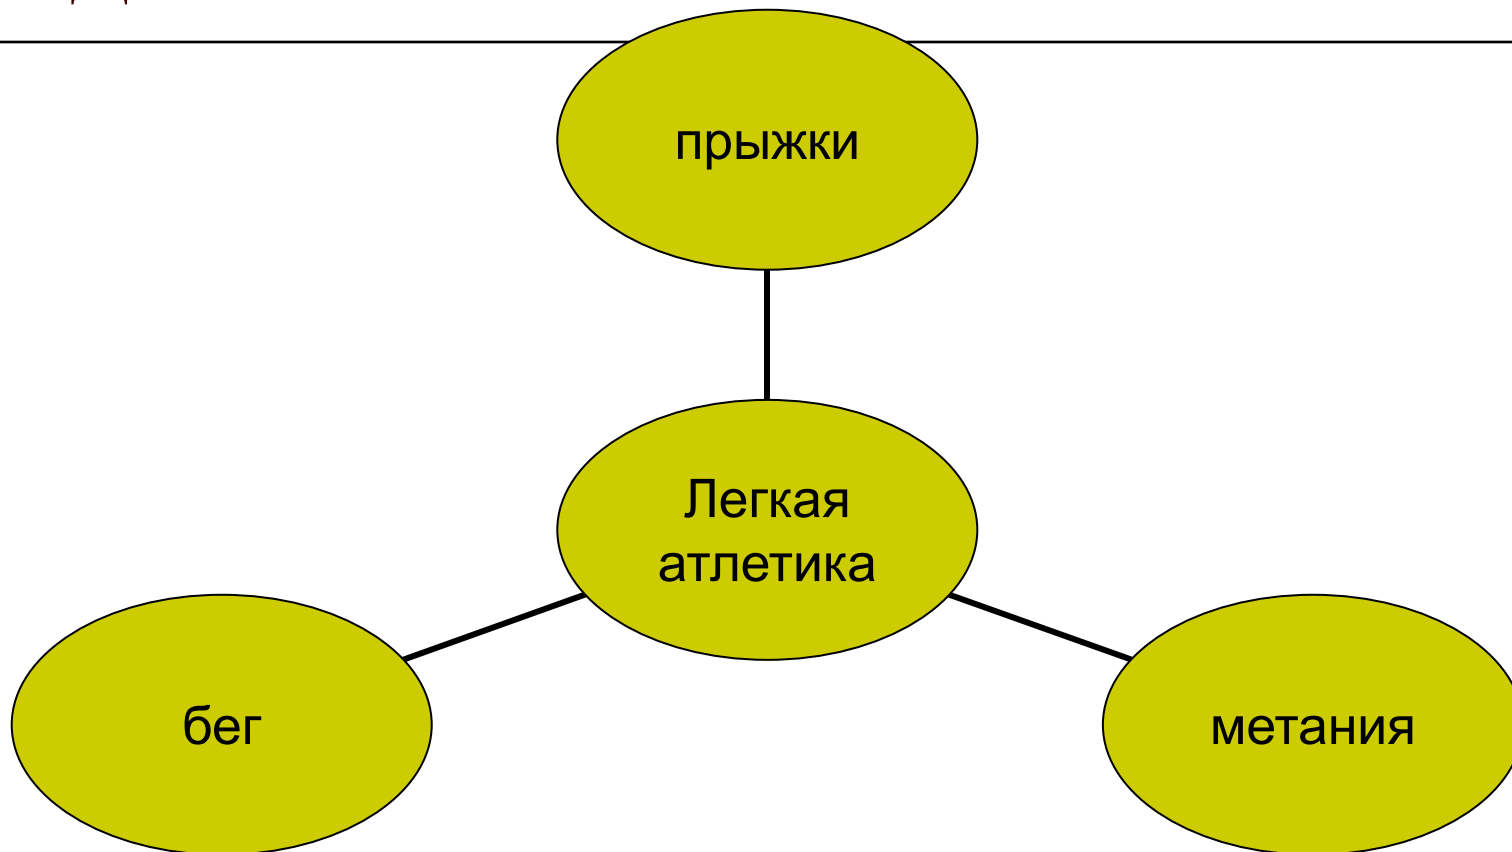 прыжки
Легкая
атлетика
бег
метания